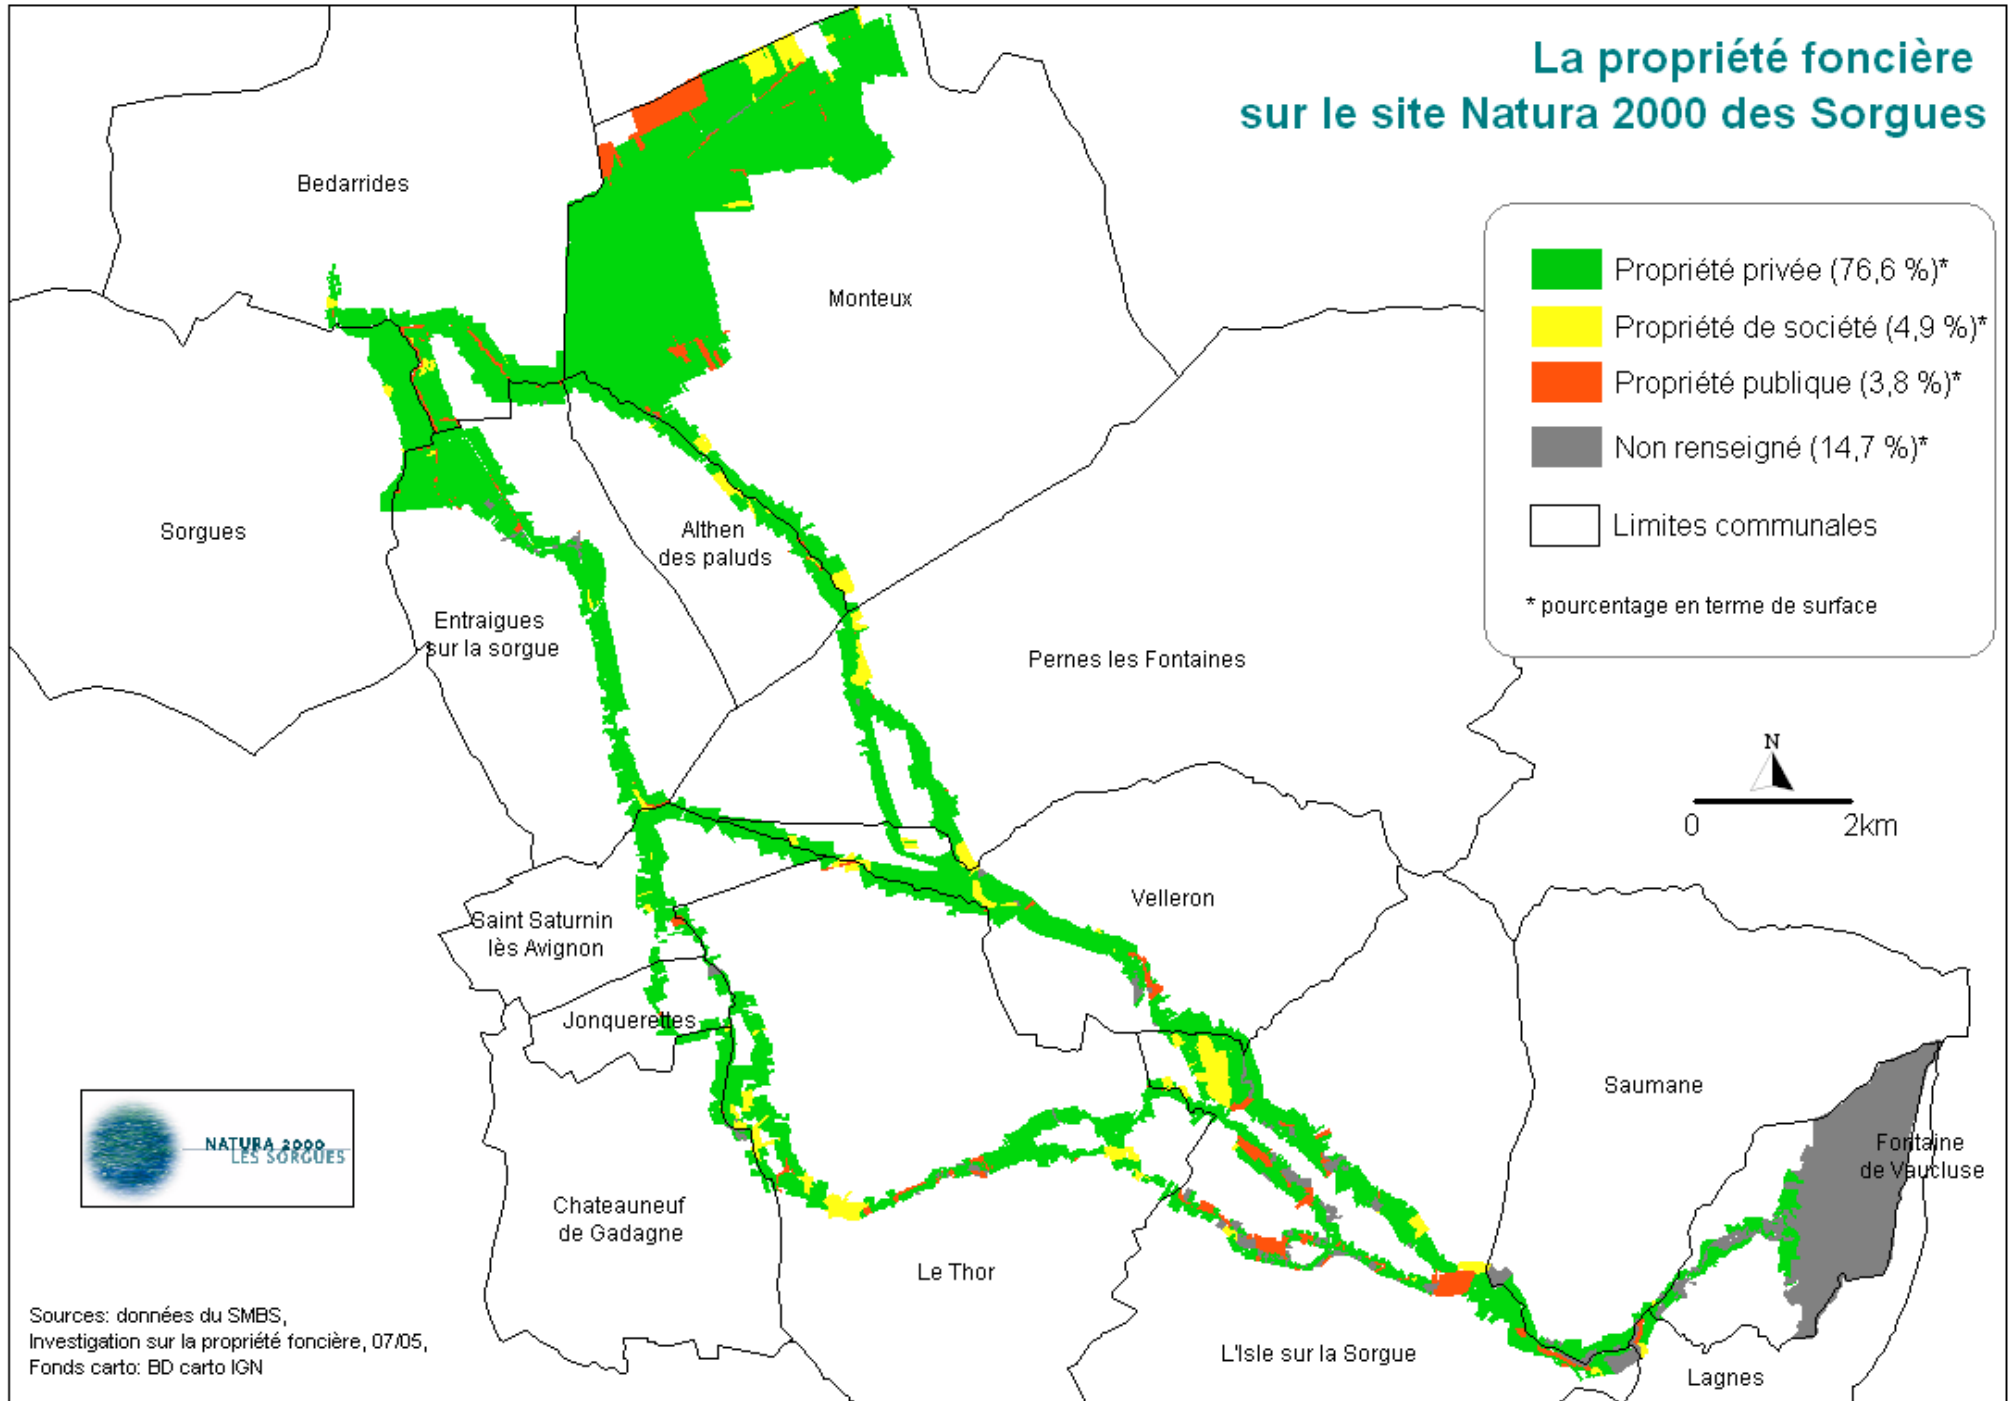 La propriété foncière
sur le site Natura 2000 des Sorgues
Bedarrides
Monteux
Propriété privée (76,6 %)*
Propriété de société (4,9 %)*
Propriété publique (3,8 %)*
Non renseigné (14,7 %)*
Limites communales
* pourcentage en terme de surface
Sorgues
Althen
des paluds
Entraigues
sur la sorgue
Pernes les Fontaines
N
0 2km
Velleron
Saint Saturnin
lès Avignon
Jonquerettes
Saumane
Fontaine
de Vaucluse
NATURA 2000
LES SORGUES
Chateauneuf
de Gadagne
Le Thor
L'Isle sur la Sorgue
Lagnes
Sources: données du SMBS,
Investigation sur la propriété foncière, 07/05,
Fonds carto: BD carto IGN